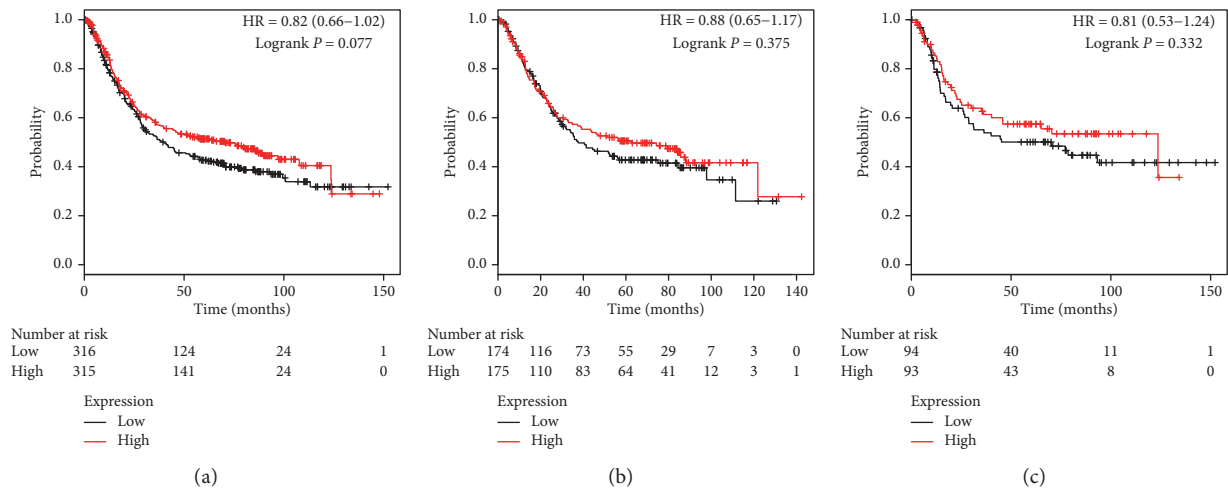 HR = 0.82 (0.66–1.02)
Logrank P = 0.077
Probability
1.0
0.8
0.6
0.4
0.2
0.0
0 50 100 150
Time (months)
Number at risk
Low 316 124 24 1
High 315 141 24 0
Expression
Low
High
(a)
HR = 0.88 (0.65–1.17)
Logrank P = 0.375
Probability
1.0
0.8
0.6
0.4
0.2
0.0
0 20 40 60 80 100 120 140
Time (months)
Number at risk
Low 174 116 73 55 29 7 3 0
High 175 110 83 64 41 12 3 1
Expression
Low
High
(b)
HR = 0.81 (0.53–1.24)
Logrank P = 0.332
Probability
1.0
0.8
0.6
0.4
0.2
0.0
0 50 100 150
Time (months)
Number at risk
Low 94 40 11 1
High 93 43 8 0
Expression
Low
High
(c)